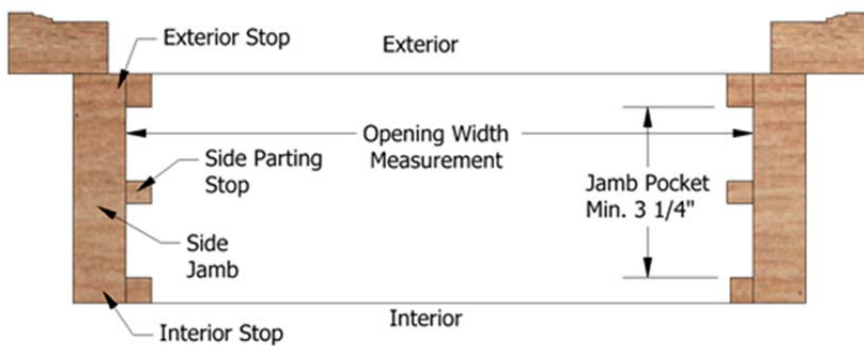 Exterior Stop
Exterior
Opening Width
Measurement
Side Parting
Stop
Jamb Pocket
Min. 3 1/4"
Side
Jamb
Interior Stop
Interior